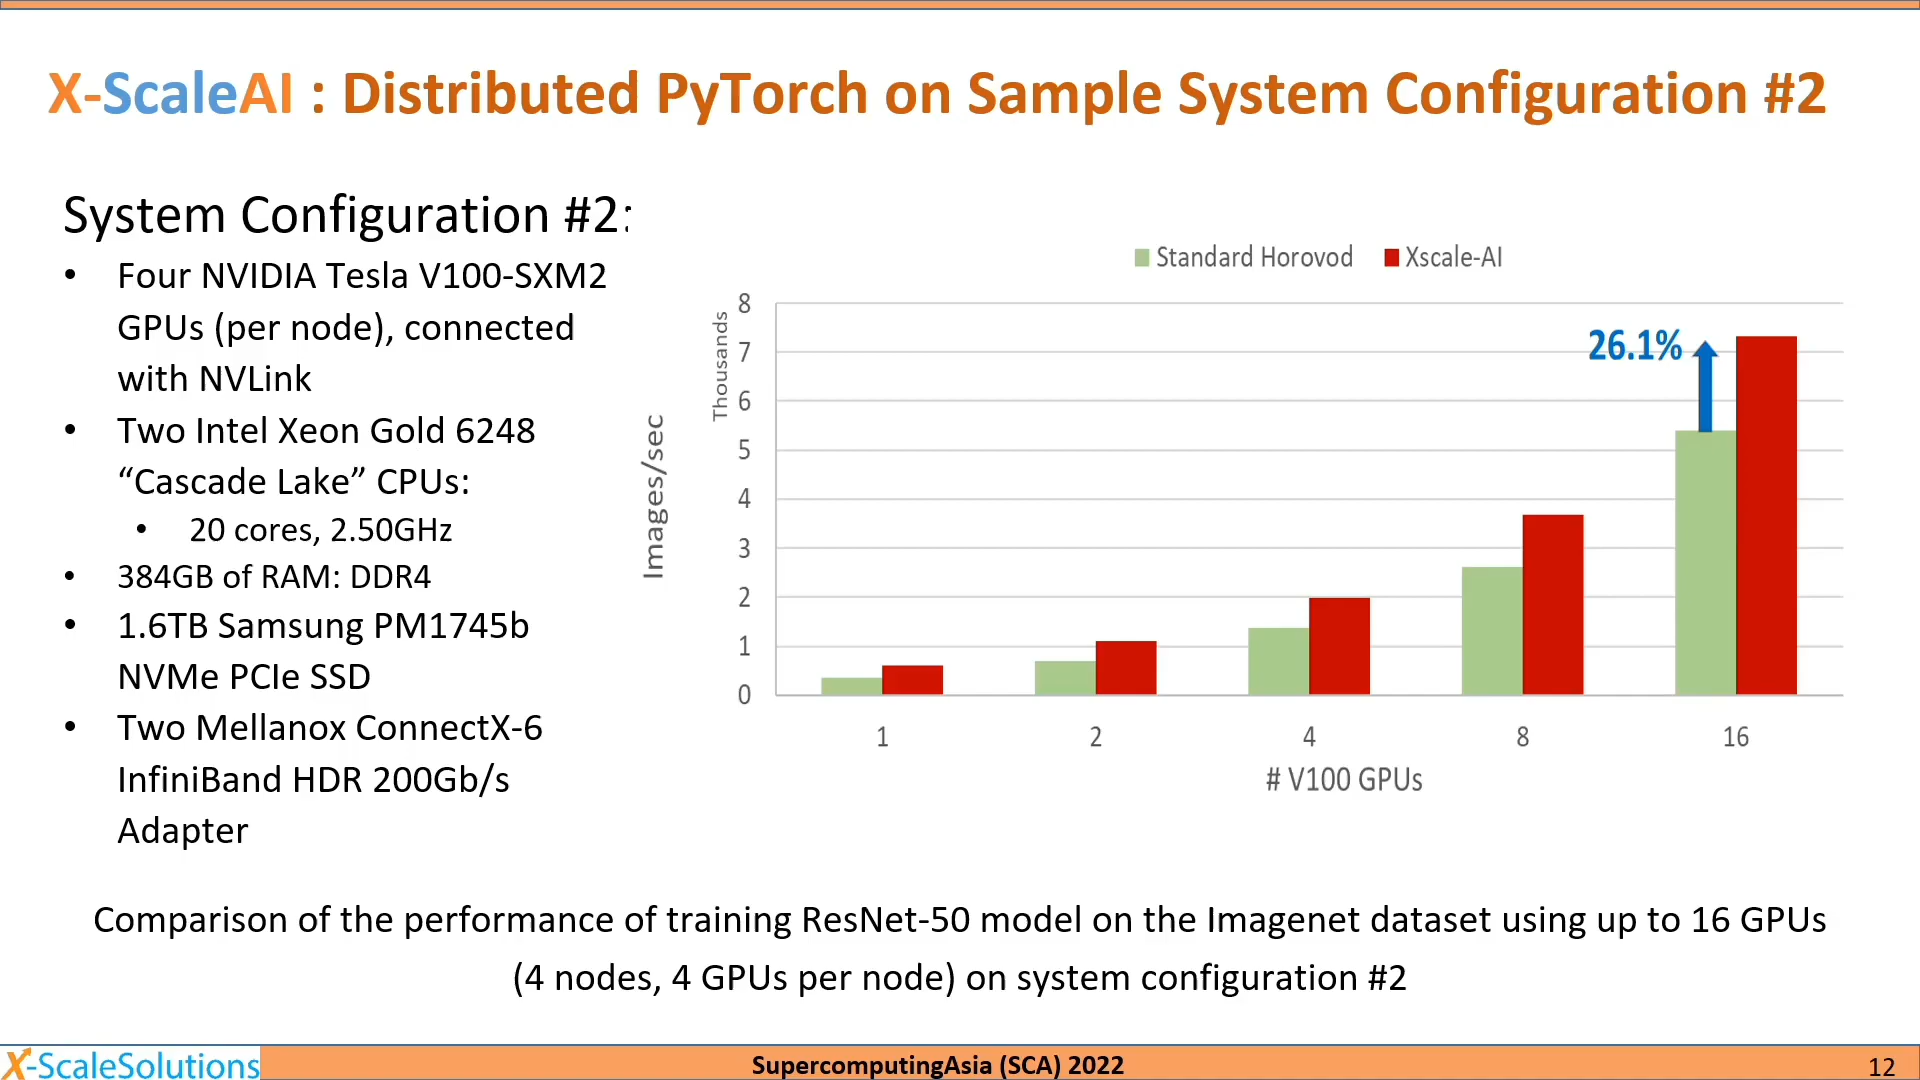 X-ScaleAI : Distributed PyTorch on Sample System Configuration #2
System Configuration #2:
• Four NVIDIA Tesla V100-SXM2
GPUs (per node), connected
with NVLink
• Two Intel Xeon Gold 6248
“Cascade Lake” CPUs:
• 20 cores, 2.50GHz
• 384GB of RAM: DDR4
• 1.6TB Samsung PM1745b
NVMe PCIe SSD
• Two Mellanox ConnectX-6
InfiniBand HDR 200Gb/s
Adapter
Standard Horovod Xscale-AI
Images/sec
Thousands
8
7
6
5
4
3
2
1
0
26.1%
1 2 4 8 16
# V100 GPUs
Comparison of the performance of training ResNet-50 model on the Imagenet dataset using up to 16 GPUs
(4 nodes, 4 GPUs per node) on system configuration #2
X-ScaleSolutions
SupercomputingAsia (SCA) 2022
12